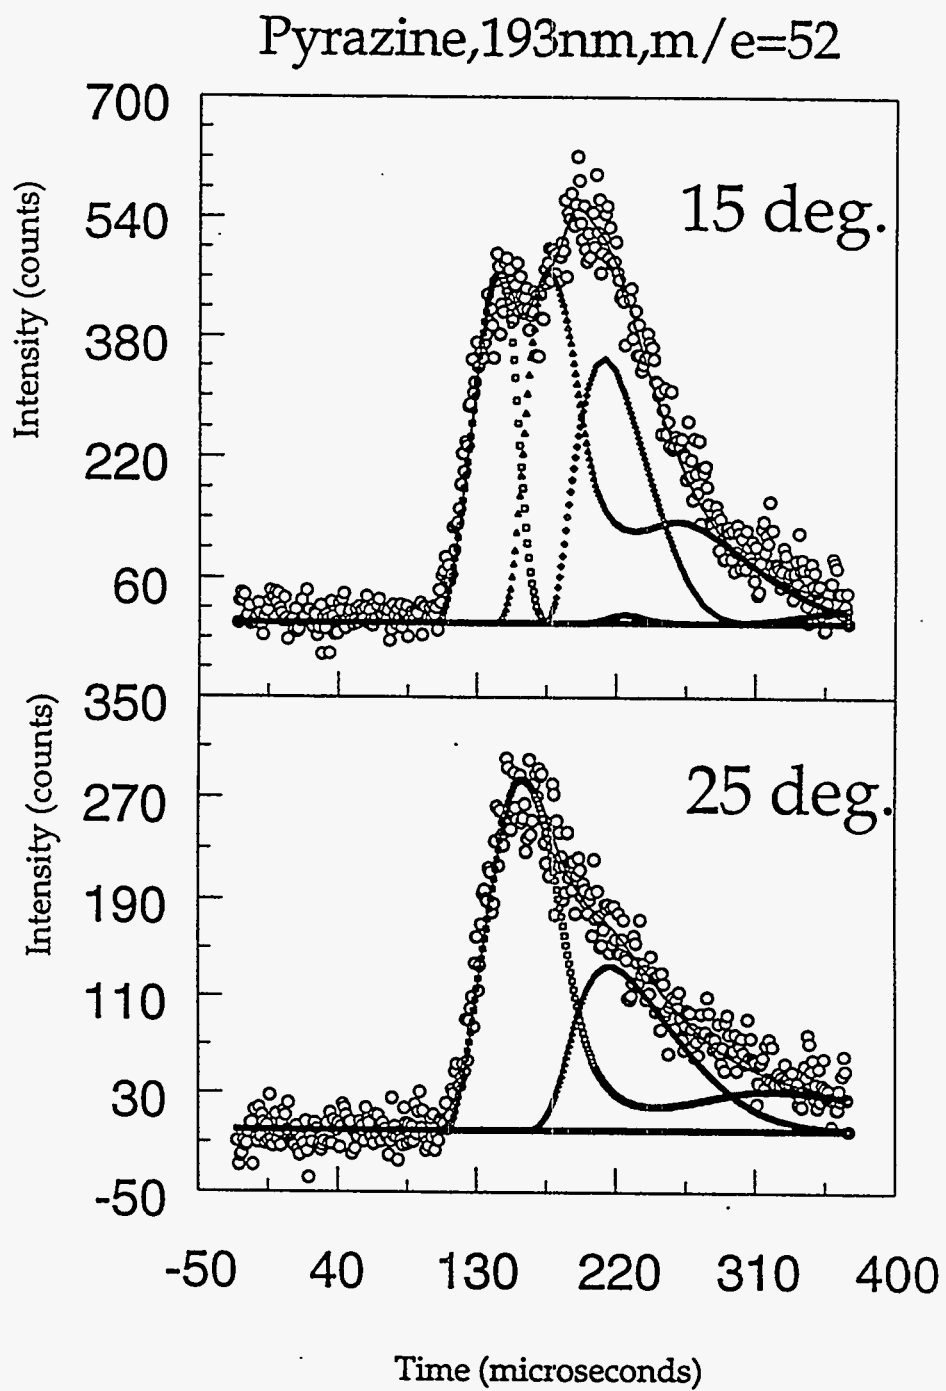 Pyrazine,193nm,m/e=52
700
540
380
220
60
Intensity (counts)
15 deg.
350
270
190
110
30
-50
Intensity (counts)
25 deg.
-50 40 130 220 310 400
Time (microseconds)